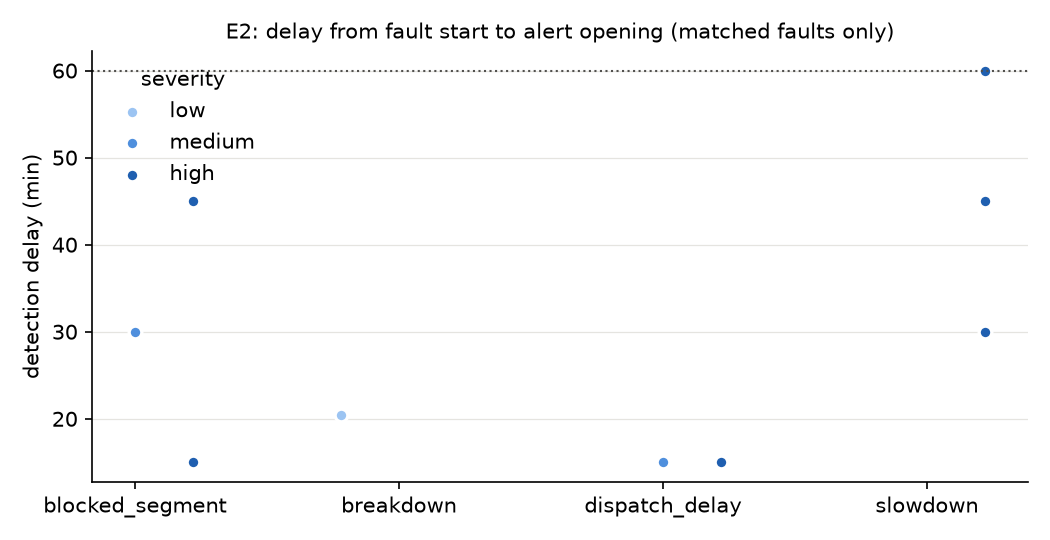 E2: delay from fault start to alert opening (matched faults only)
detection delay (min)
60
50
40
30
20
severity
low
medium
high
blocked_segment
breakdown
dispatch_delay
slowdown